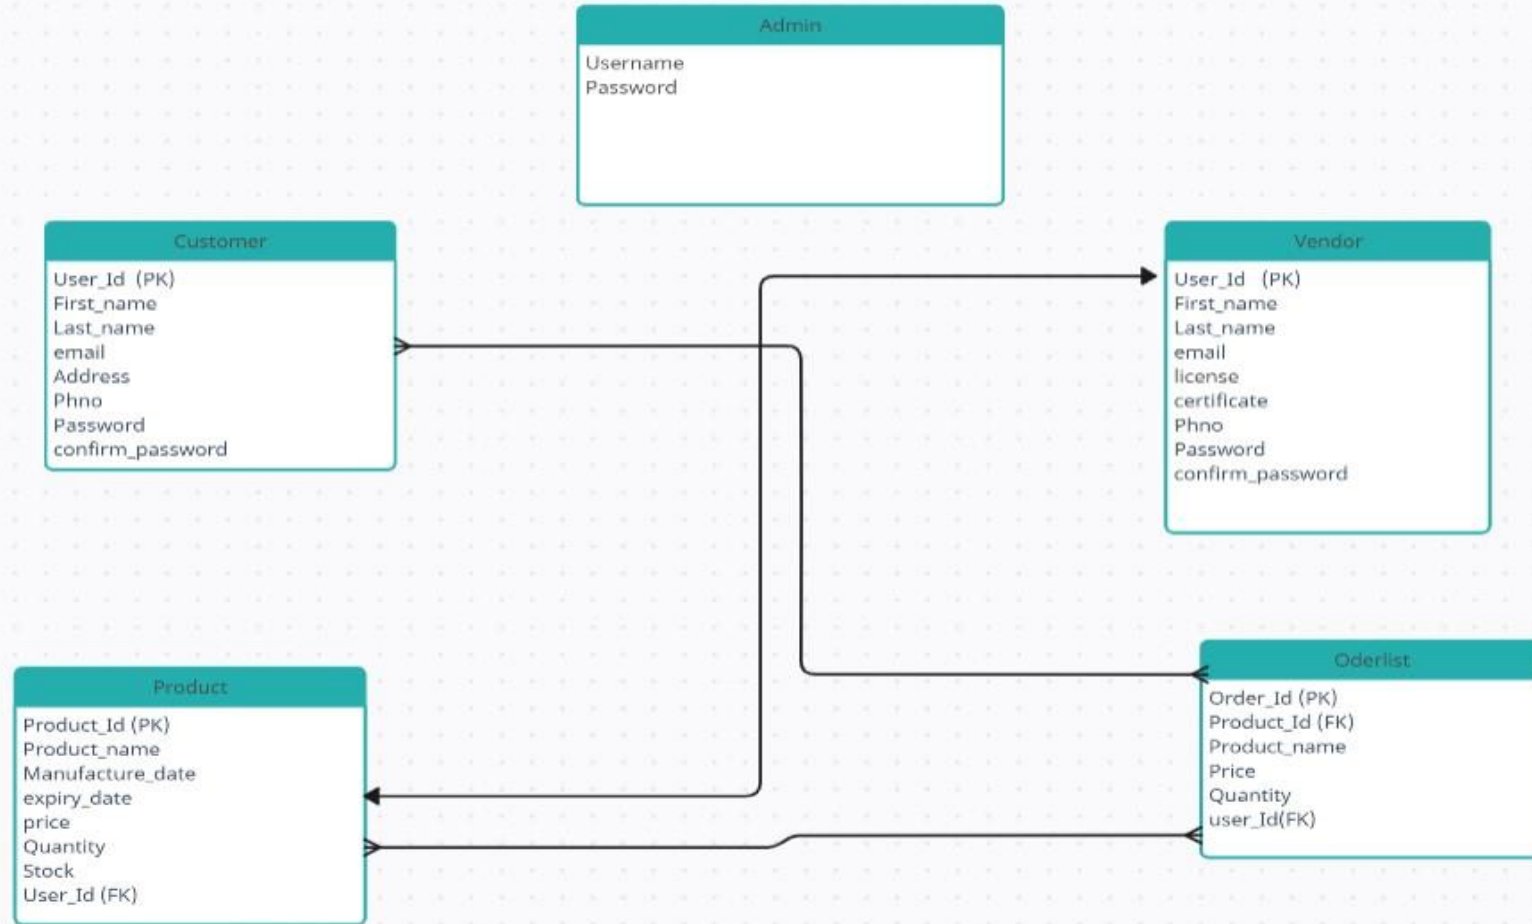 Admin
Username
Password
Customer
User_Id (PK)
First_name
Last_name
email
Address
Phno
Password
confirm_password
Vendor
User_Id (PK)
First_name
Last_name
email
license
certificate
Phno
Password
confirm_password
Product
Product_Id (PK)
Product_name
Manufacture_date
expiry_date
price
Quantity
Stock
User_Id (FK)
Oderlist
Order_Id (PK)
Product_Id (FK)
Product_name
Price
Quantity
user_Id(FK)